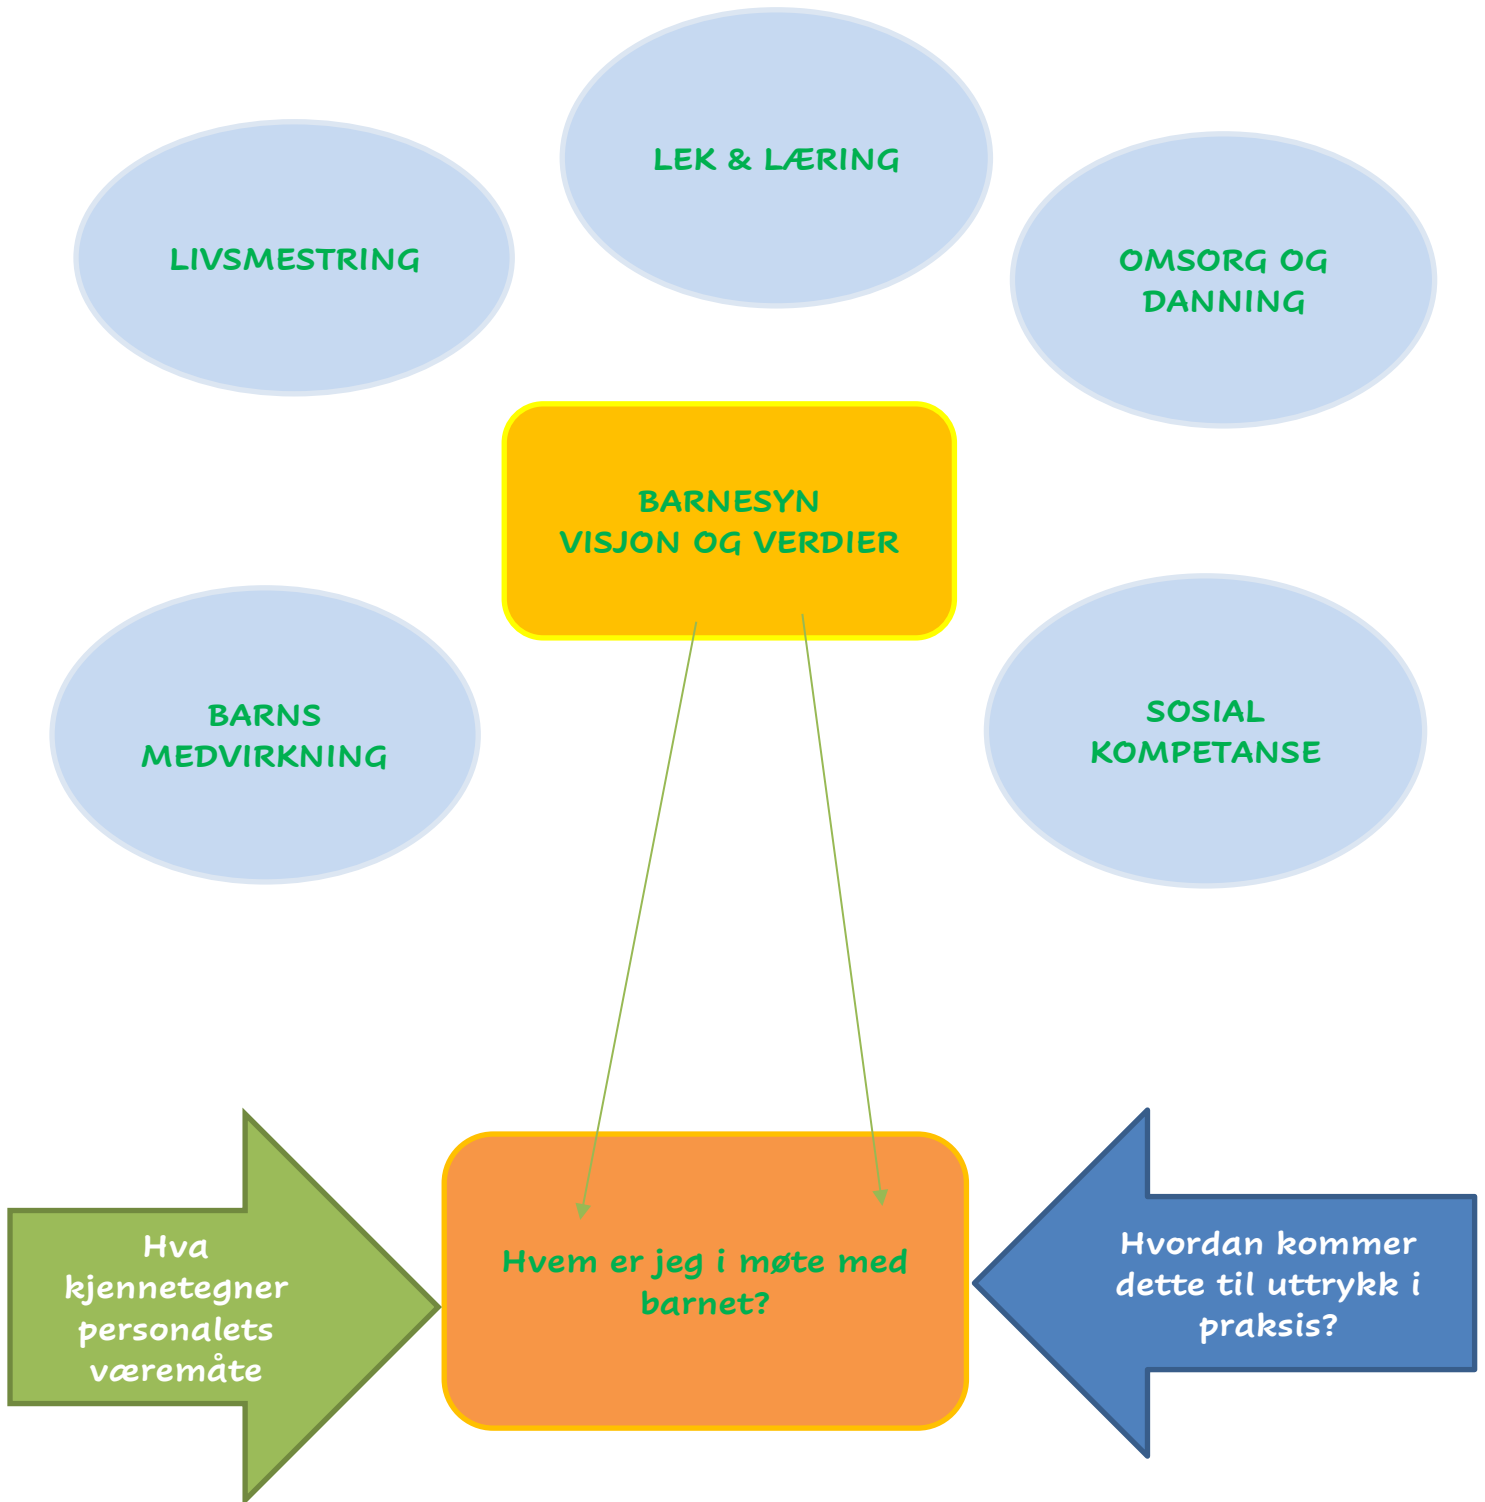 LEK & LÆRING
LIVSMESTRING
OMSORG OG
DANNING
BARNESYN
VISJON OG VERDIER
BARNS
MEDVIRKNING
SOSIAL
KOMPETANSE
Hva
kjennetegner
personalets
væremåte
Hvem er jeg i møte med
barnet?
Hvordan kommer
dette til uttrykk i
praksis?